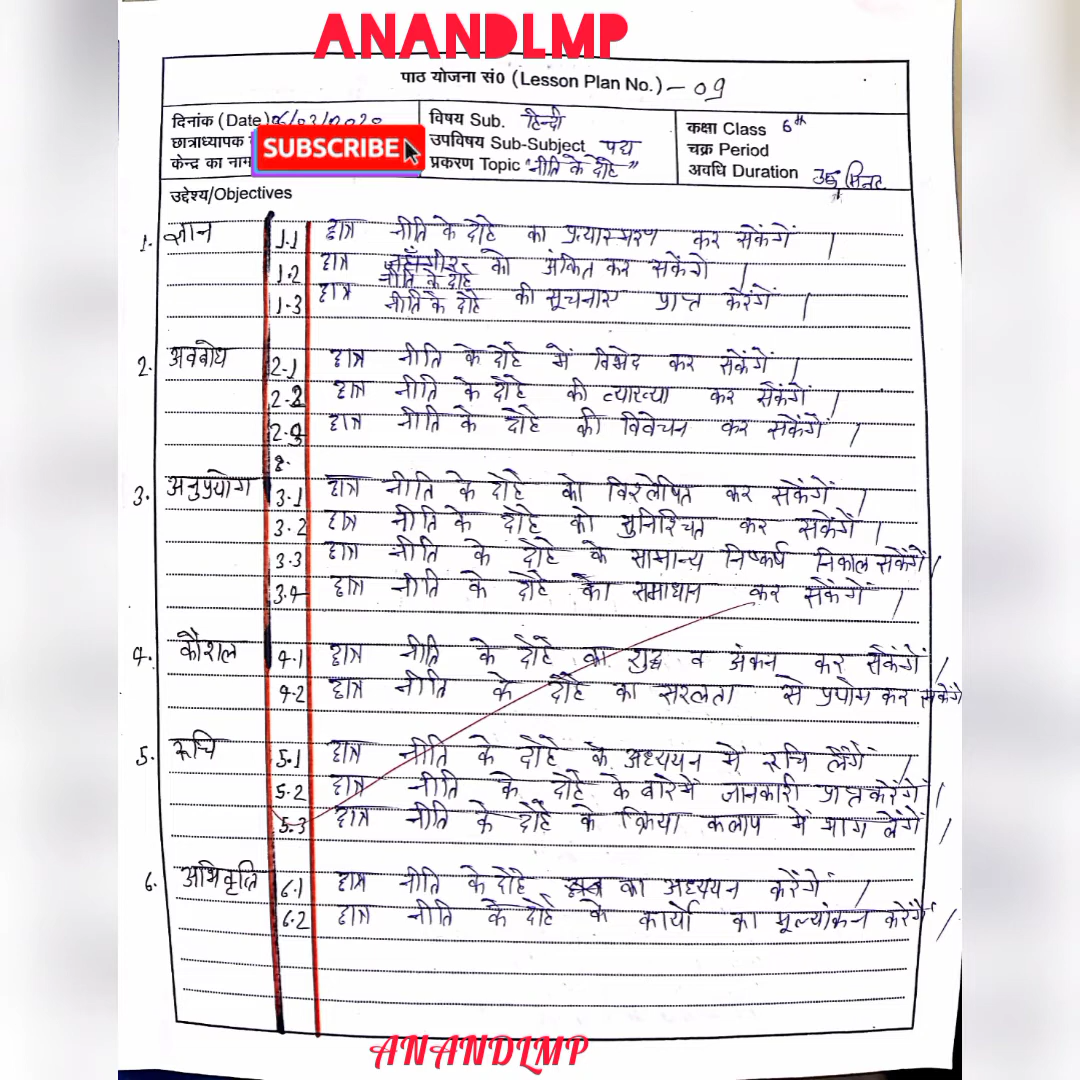 ANANDLMP
पाठ योजना सं0 (Lesson Plan No.) - 09
दिनांक (Date)
विषय Sub. हिन्दी
कक्षा Class 6th
छात्राध्यापक
उपविषय Sub-Subject पद्य
चक्र Period
केन्द्र का नाम
प्रकरण Topic "नीति के दोहे"
अवधि Duration मिनट
SUBSCRIBE
उद्देश्य/Objectives
1. ज्ञान 1.1 छात्र नीति के दोहे का प्रत्यास्मरण कर सकेंगें ।
1.2 छात्र नीति के दोहे को अंकित कर सकेंगे ।
1.3 छात्र नीति के दोहे की सूचनाए प्राप्त करेंगें ।
2. अवबोध 2.1 छात्र नीति के दोहे में विभेद कर सकेंगें ।
2.2 छात्र नीति के दोहे की व्याख्या कर सकेंगें ।
2.3 छात्र नीति के दोहे की विवेचन कर सकेंगें ।
3. अनुप्रयोग 3.1 छात्र नीति के दोहे को विश्लेषित कर सकेंगें ।
3.2 छात्र नीति के दोहे को सुनिश्चित कर सकेंगें ।
3.3 छात्र नीति के दोहे के सामान्य निष्कर्ष निकाल सकेंगें ।
3.4 छात्र नीति के दोहे का समाधान कर सकेंगें ।
4. कौशल 4.1 छात्र नीति के दोहे का शुद्ध व अंकन कर सकेंगें ।
4.2 छात्र नीति के दोहे का सरलता से प्रयोग कर सकेंगे
5. रूचि 5.1 छात्र नीति के दोहे के अध्ययन में रूचि लेंगें ।
5.2 छात्र नीति के दोहे के बारे में जानकारी प्राप्त करेंगें ।
5.3 छात्र नीति के दोहे के क्रिया कलाप में भाग लेंगें ।
6. अभिवृति 6.1 छात्र नीति के दोहे का अध्ययन करेंगें ।
6.2 छात्र नीति के दोहे के कार्यो का मूल्यांकन करेंगें ।
ANANDLMP